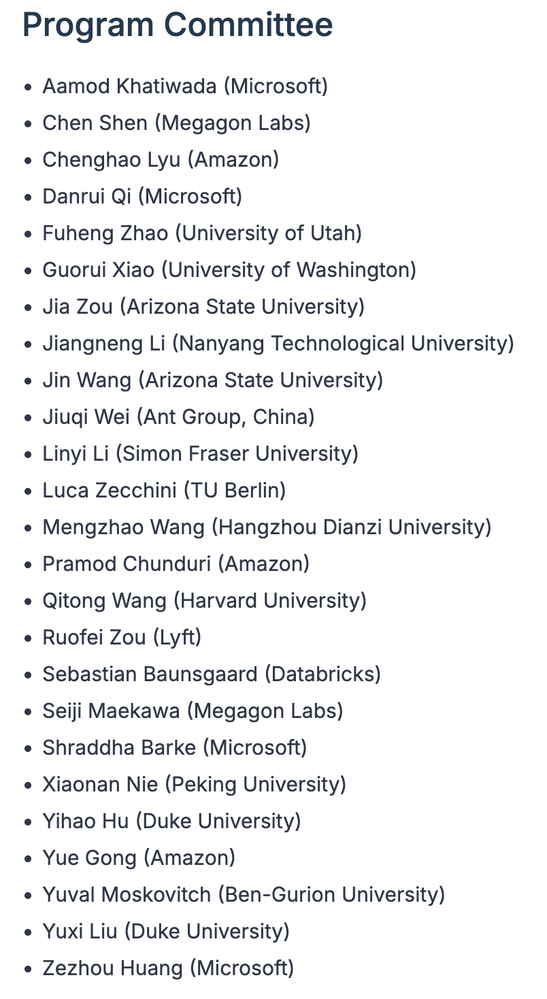 Program Committee
• Aamod Khatiwada (Microsoft)
• Chen Shen (Megagon Labs)
• Chenghao Lyu (Amazon)
• Danrui Qi (Microsoft)
• Fuheng Zhao (University of Utah)
• Guorui Xiao (University of Washington)
• Jia Zou (Arizona State University)
• Jiangneng Li (Nanyang Technological University)
• Jin Wang (Arizona State University)
• Jiuqi Wei (Ant Group, China)
• Linyi Li (Simon Fraser University)
• Luca Zecchini (TU Berlin)
• Mengzhao Wang (Hangzhou Dianzi University)
• Pramod Chunduri (Amazon)
• Qitong Wang (Harvard University)
• Ruofei Zou (Lyft)
• Sebastian Baunsgaard (Databricks)
• Seiji Maekawa (Megagon Labs)
• Shraddha Barke (Microsoft)
• Xiaonan Nie (Peking University)
• Yihao Hu (Duke University)
• Yue Gong (Amazon)
• Yuval Moskovitch (Ben-Gurion University)
• Yuxi Liu (Duke University)
• Zezhou Huang (Microsoft)